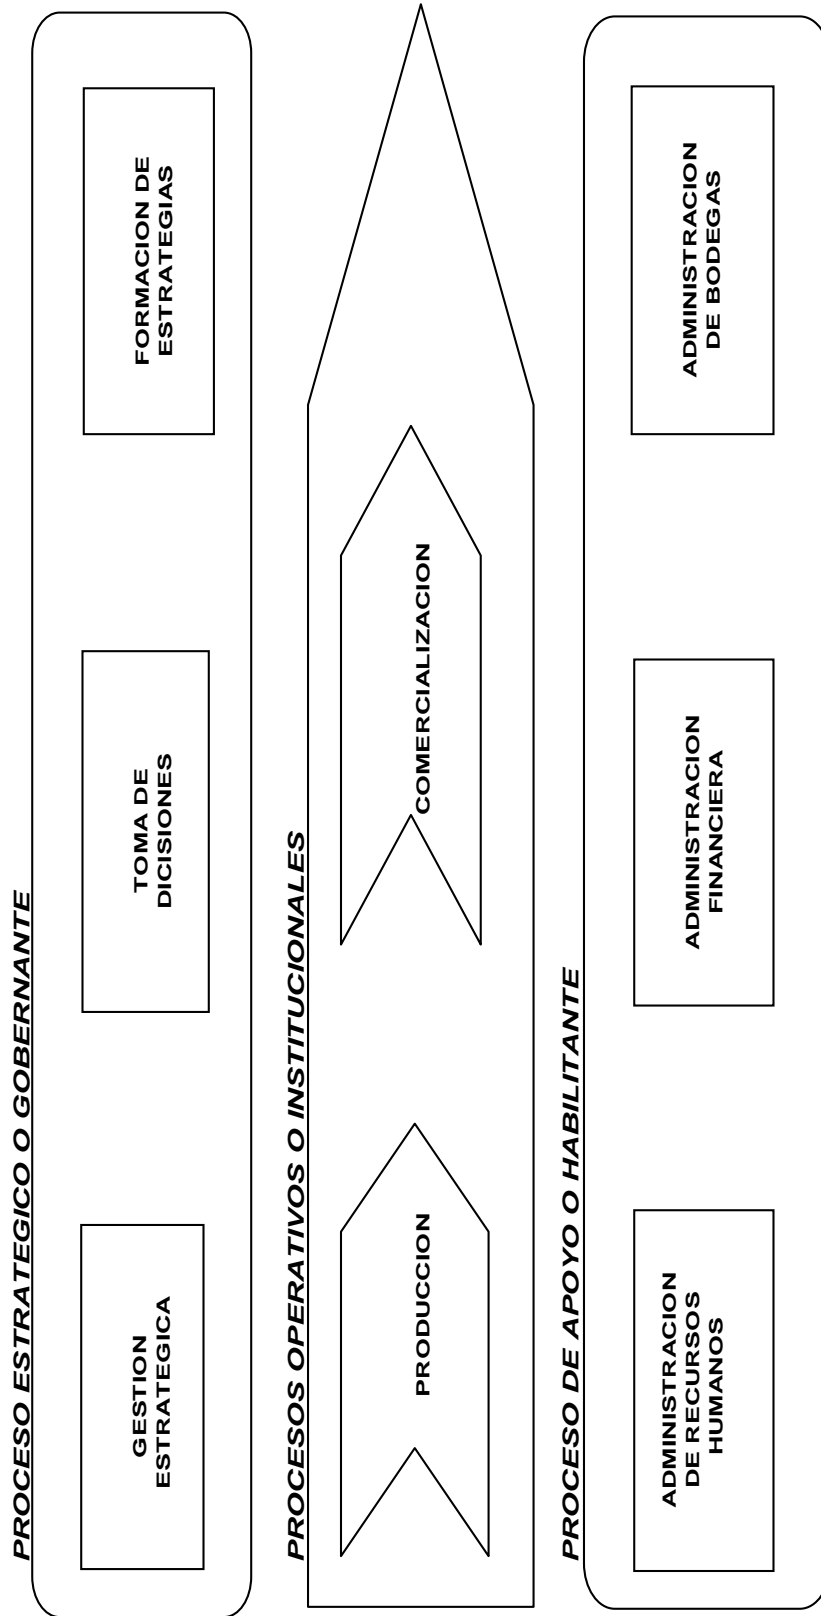 PROCESO ESTRATEGICO O GOBERNANTE
GESTION
ESTRATEGICA
TOMA DE
DICISIONES
FORMACION DE
ESTRATEGIAS
PROCESOS OPERATIVOS O INSTITUCIONALES
PRODUCCION
COMERCIALIZACION
PROCESO DE APOYO O HABILITANTE
ADMINISTRACION
DE RECURSOS
HUMANOS
ADMINISTRACION
FINANCIERA
ADMINISTRACION
DE BODEGAS